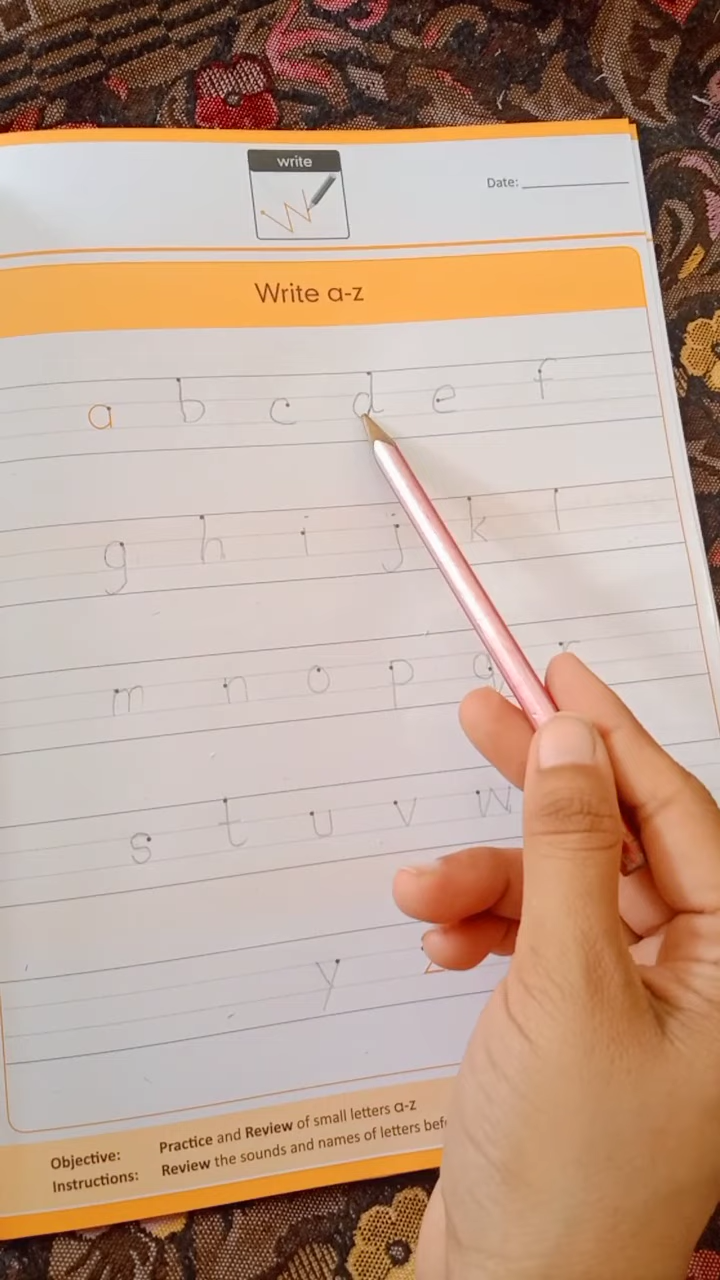 write
Date:
Write a-z
a b c d e f
g h i j k l
m n o p q r
s t u v w
y z
Objective: Practice and Review of small letters a-z
Instructions: Review the sounds and names of letters